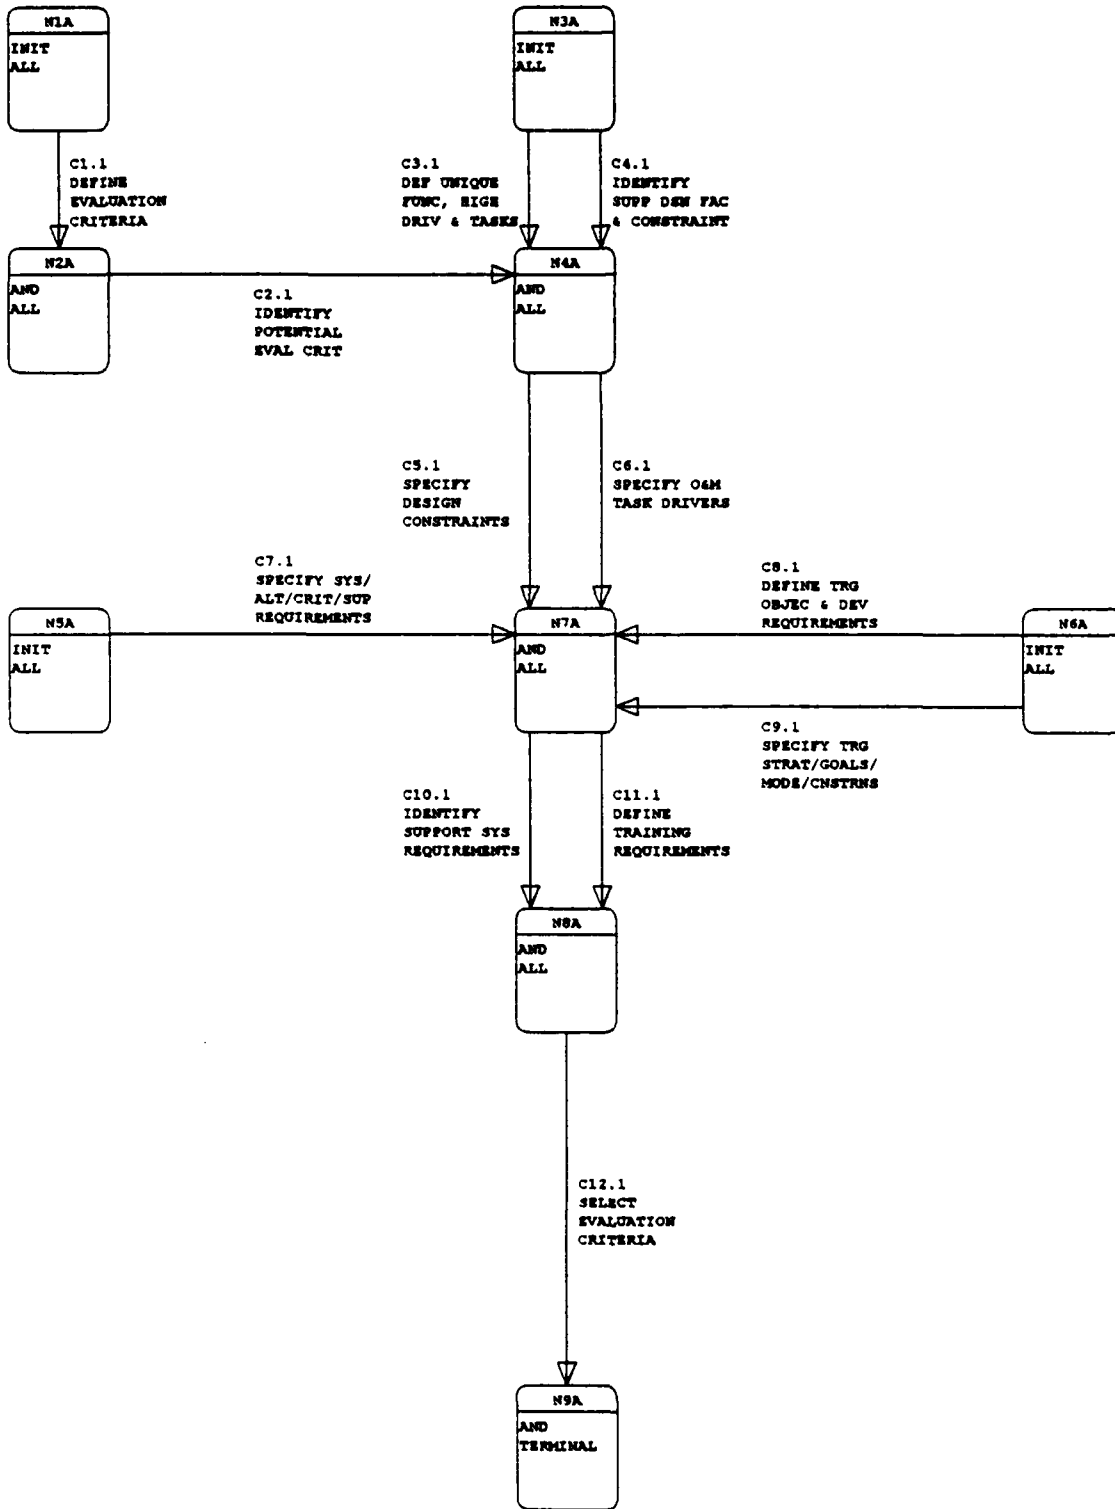 N1A
INIT
ALL
N3A
INIT
ALL
C1.1
DEFINE
EVALUATION
CRITERIA
C3.1
DEF UNIQUE
FUNC, HIGH
DRIV & TASKS
C4.1
IDENTIFY
SUPP DSN FAC
& CONSTRAINT
N2A
AND
ALL
C2.1
IDENTIFY
POTENTIAL
EVAL CRIT
N4A
AND
ALL
C5.1
SPECIFY
DESIGN
CONSTRAINTS
C6.1
SPECIFY O&M
TASK DRIVERS
C7.1
SPECIFY SYS/
ALT/CRIT/SUP
REQUIREMENTS
C8.1
DEFINE TRG
OBJEC & DEV
REQUIREMENTS
N5A
INIT
ALL
N7A
AND
ALL
N6A
INIT
ALL
C9.1
SPECIFY TRG
STRAT/GOALS/
MODE/CNSTRNS
C10.1
IDENTIFY
SUPPORT SYS
REQUIREMENTS
C11.1
DEFINE
TRAINING
REQUIREMENTS
N8A
AND
ALL
C12.1
SELECT
EVALUATION
CRITERIA
N9A
AND
TERMINAL